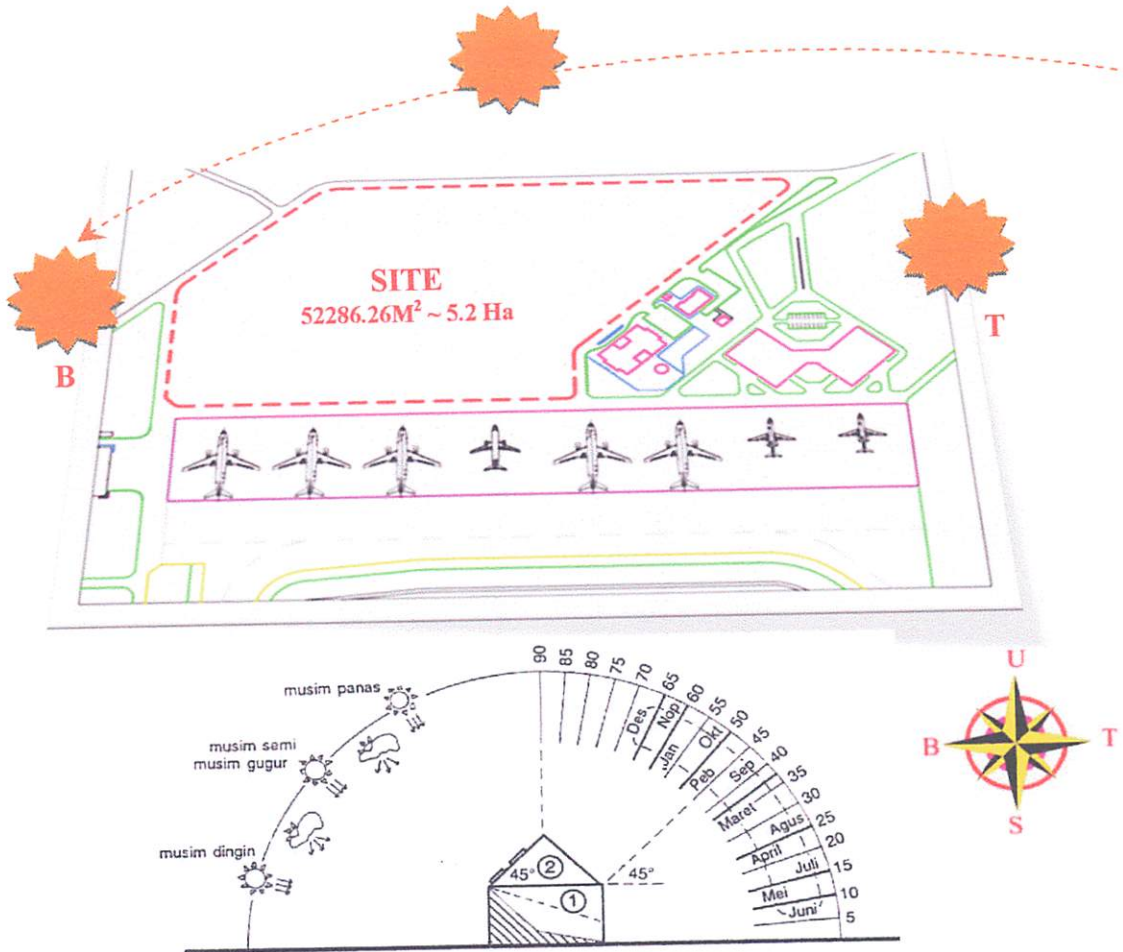 SITE
52286.26M² ~ 5.2 Ha
B
T
musim panas
musim semi
musim gugur
musim dingin
90
85
80
75
70
65
60
55
50
45
40
35
30
25
20
15
10
5
Des
Nop
Jan
Okt
Peb
Sep
Maret
Agus
April
Juli
Mei
Juni
45°
2
45°
1
U
B
T
S